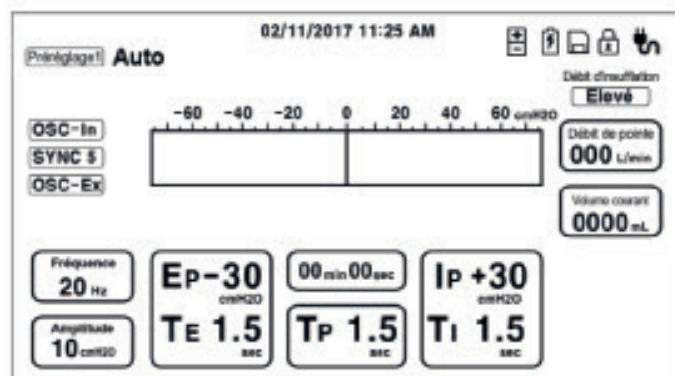 02/11/2017 11:25 AM
Préréglage1 Auto
Débit d'insufflation
Elevé
-60 -40 -20 0 20 40 60 cmH2O
OSC-In
SYNC 5
OSC-Ex
Débit de pointe
000 L/min
Volume courant
0000 mL
Fréquence
20 Hz
Amplitude
10 cmH2O
EP-30
cmH2O
TE 1.5
sec
00 min 00 sec
TP 1.5
sec
IP +30
cmH2O
TI 1.5
sec